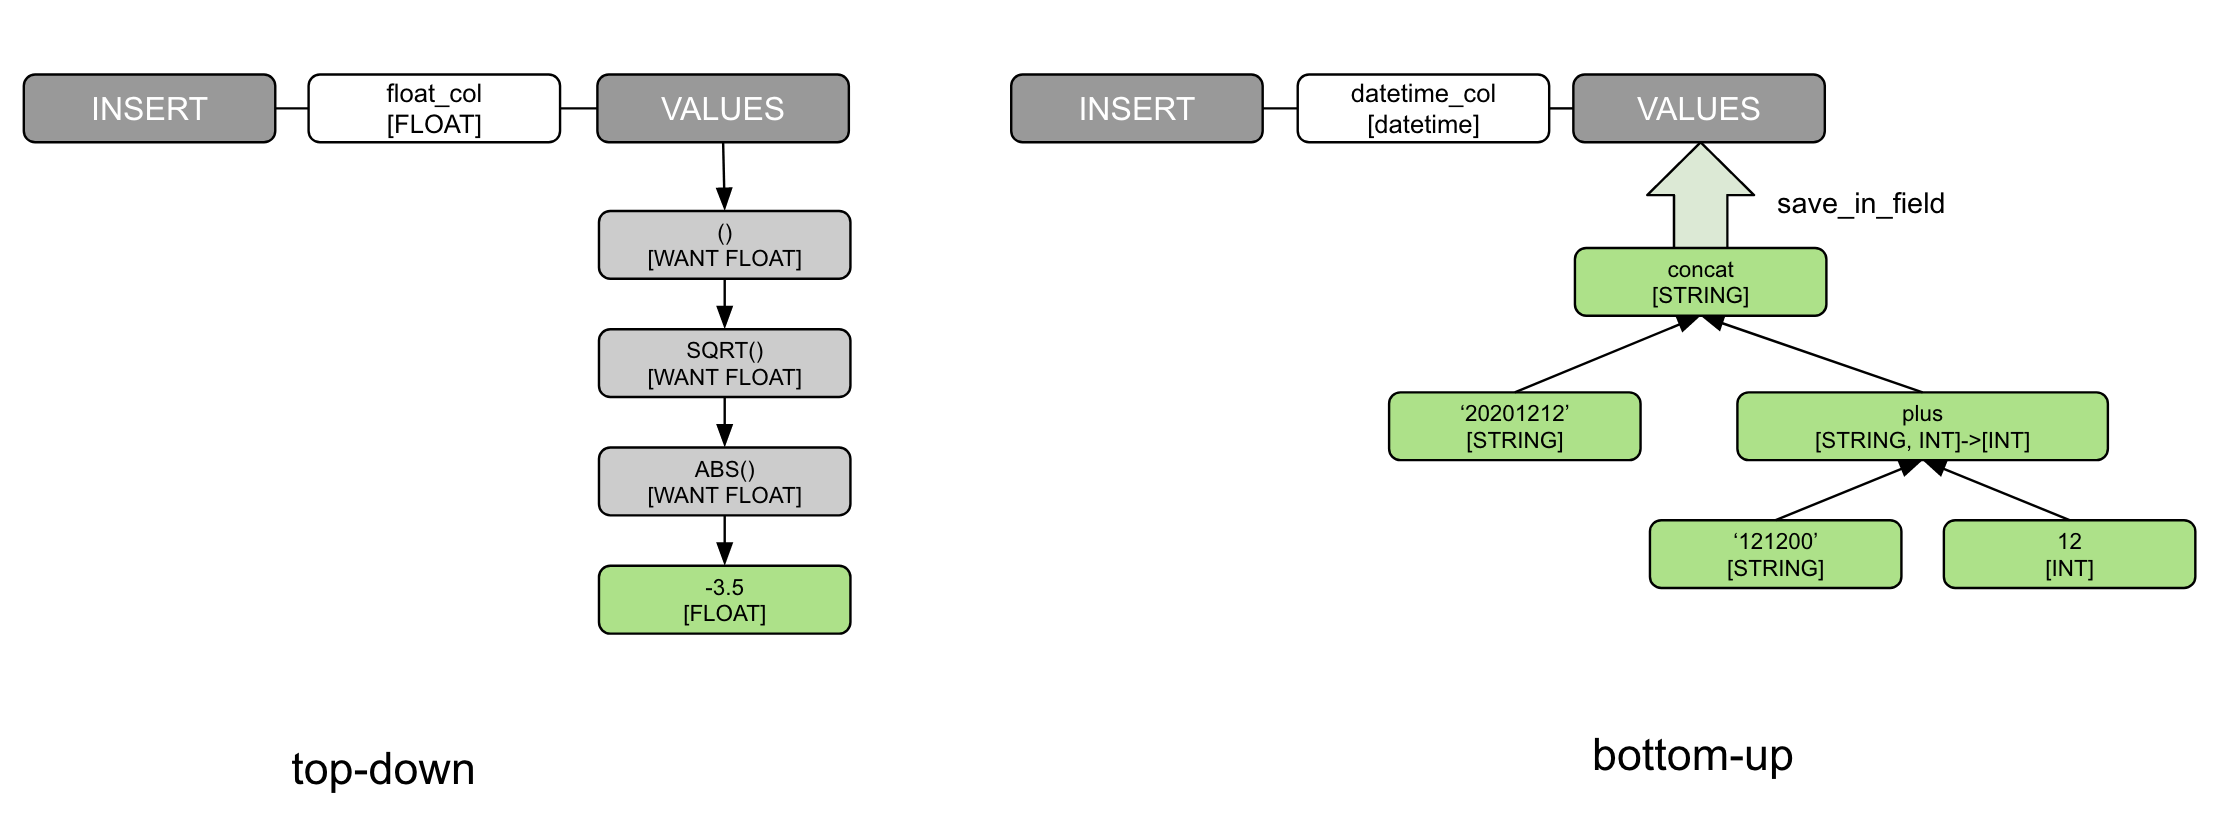 INSERT
float_col
[FLOAT]
VALUES
()
[WANT FLOAT]
SQRT()
[WANT FLOAT]
ABS()
[WANT FLOAT]
-3.5
[FLOAT]
top-down
INSERT
datetime_col
[datetime]
VALUES
save_in_field
concat
[STRING]
‘20201212’
[STRING]
plus
[STRING, INT]->[INT]
‘121200’
[STRING]
12
[INT]
bottom-up